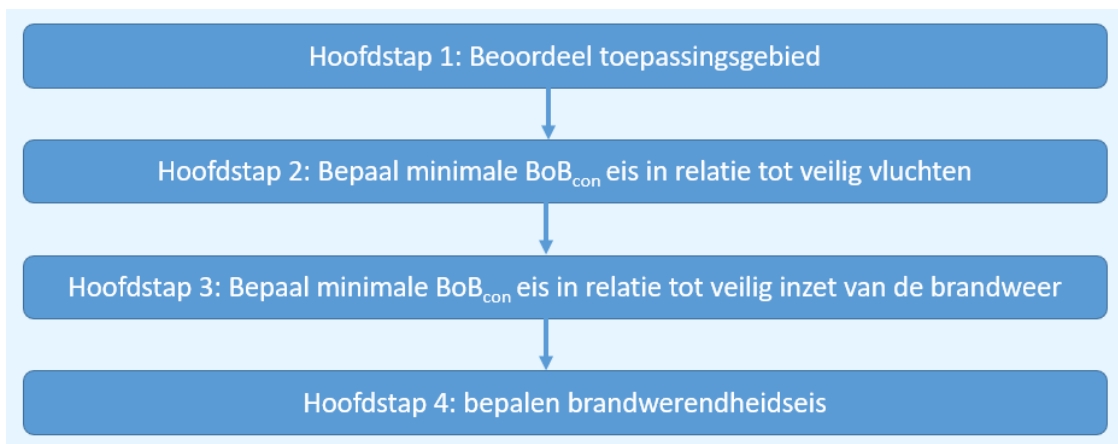 Hoofdstap 1: Beoordeel toepassingsgebied
Hoofdstap 2: Bepaal minimale BoBcon eis in relatie tot veilig vluchten
Hoofdstap 3: Bepaal minimale BoBcon eis in relatie tot veilig inzet van de brandweer
Hoofdstap 4: bepalen brandwerendheidseis